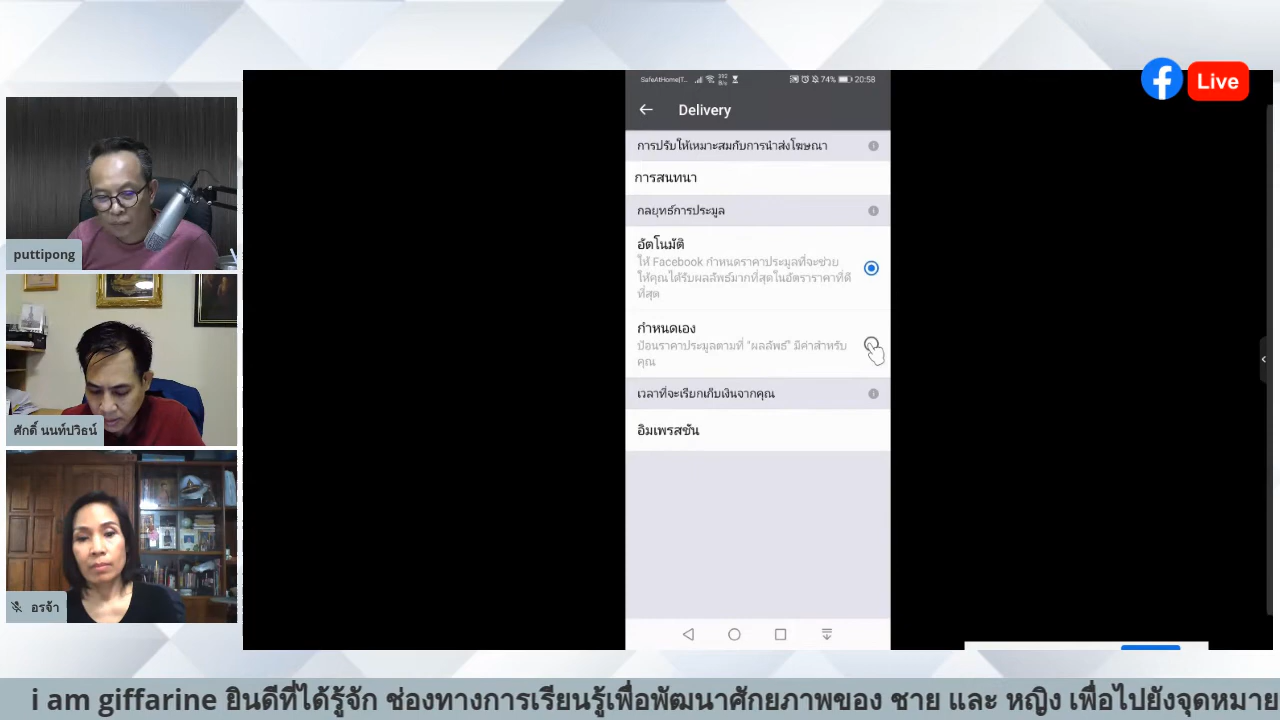 Live
SafeAtHome|T..
392
B/s
74%
20:58
Delivery
การปรับให้เหมาะสมกับการนำส่งโฆษณา
การสนทนา
กลยุทธ์การประมูล
อัตโนมัติ
ให้ Facebook กำหนดราคาประมูลที่จะช่วย
ให้คุณได้รับผลลัพธ์มากที่สุดในอัตราราคาที่ดี
ที่สุด
กำหนดเอง
ป้อนราคาประมูลตามที่ "ผลลัพธ์" มีค่าสำหรับ
คุณ
เวลาที่จะเรียกเก็บเงินจากคุณ
อิมเพรสชัน
puttipong
ศักดิ์ นนท์ปวิธน์
อรจ้า
i am giffarine ยินดีที่ได้รู้จัก ช่องทางการเรียนรู้เพื่อพัฒนาศักยภาพของ ชาย และ หญิง เพื่อไปยังจุดหมาย